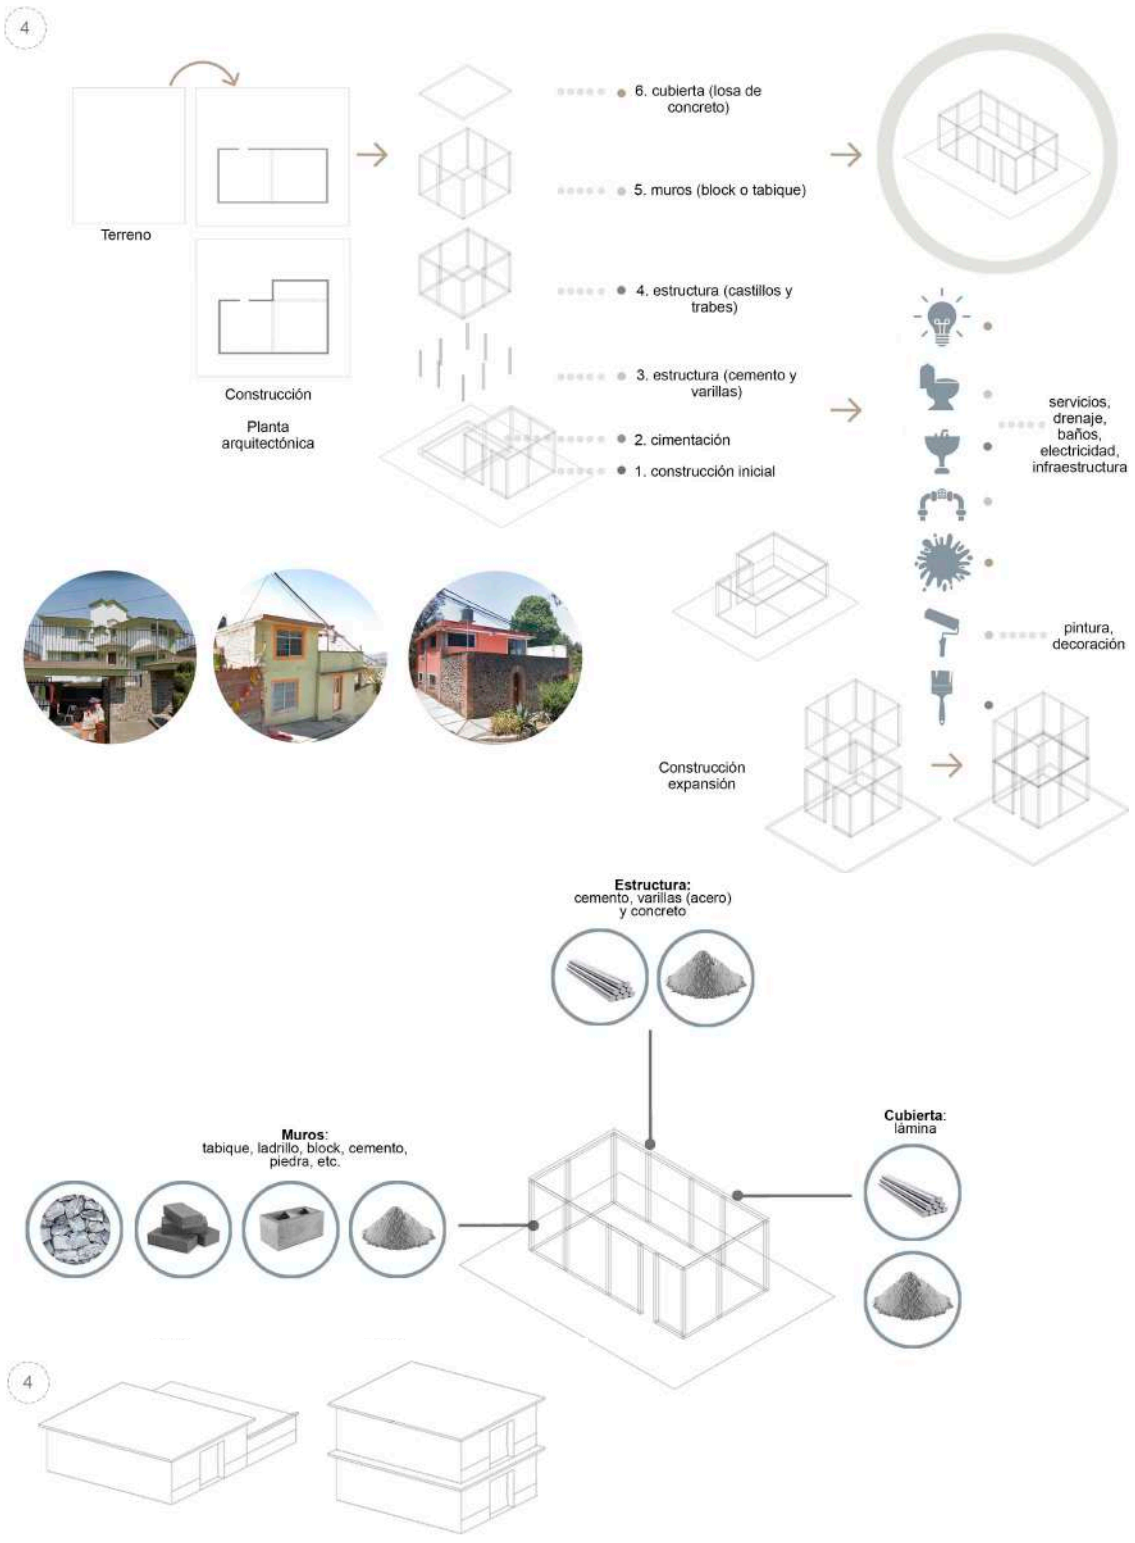 4
6. cubierta (losa de
concreto)
5. muros (block o tabique)
Terreno
4. estructura (castillos y
trabes)
3. estructura (cemento y
varillas)
Construcción
Planta
arquitectónica
2. cimentación
1. construcción inicial
servicios,
drenaje,
baños,
electricidad,
infraestructura
pintura,
decoración
Construcción
expansión
Estructura:
cemento, varillas (acero)
y concreto
Cubierta:
lámina
Muros:
tabique, ladrillo, block, cemento,
piedra, etc.
4